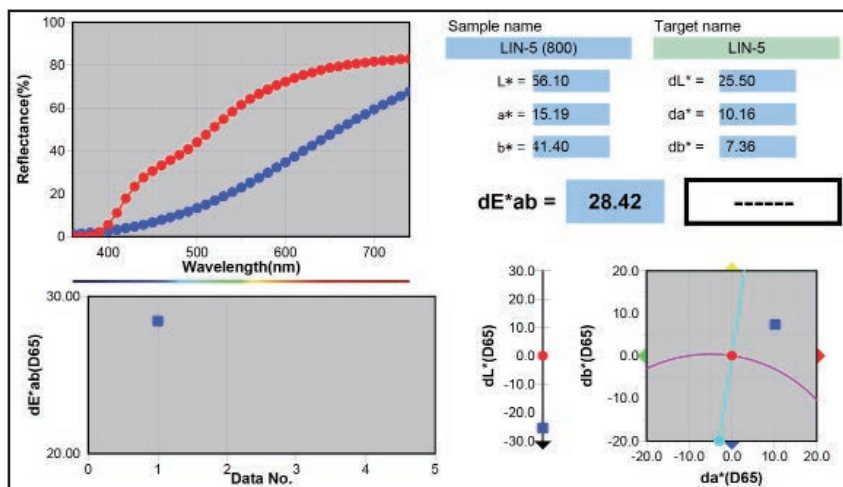 Reflectance(%)
100
80
60
40
20
0
400 500 600 700
Wavelength(nm)
Sample name Target name
LIN-5 (800) LIN-5
L* = 56.10 dL* = 25.50
a* = 15.19 da* = 10.16
b* = 41.40 db* = 7.36
dE*ab = 28.42 ------
dE*ab(D65)
30.00
20.00
0 1 2 3 4 5
Data No.
dL*(D65)
30.0
20.0
10.0
0.0
-10.0
-20.0
-30.0
db*(D65)
20.0
10.0
0.0
-10.0
-20.0
-20.0 -10.0 0.0 10.0 20.0
da*(D65)